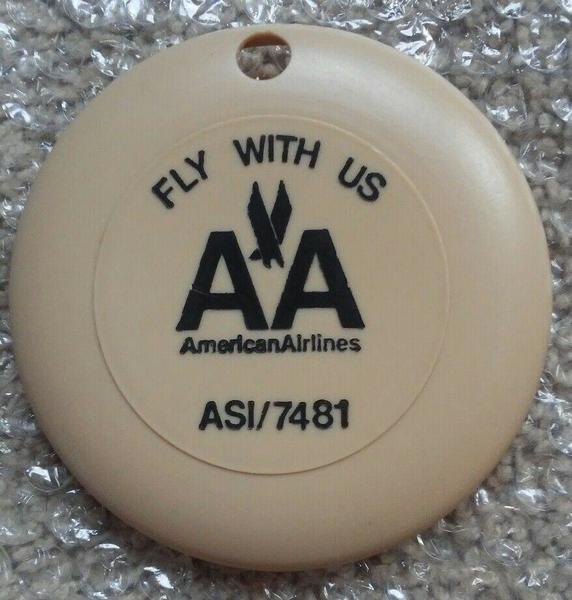 FLY WITH US
AA
AmericanAirlines
ASI/7481